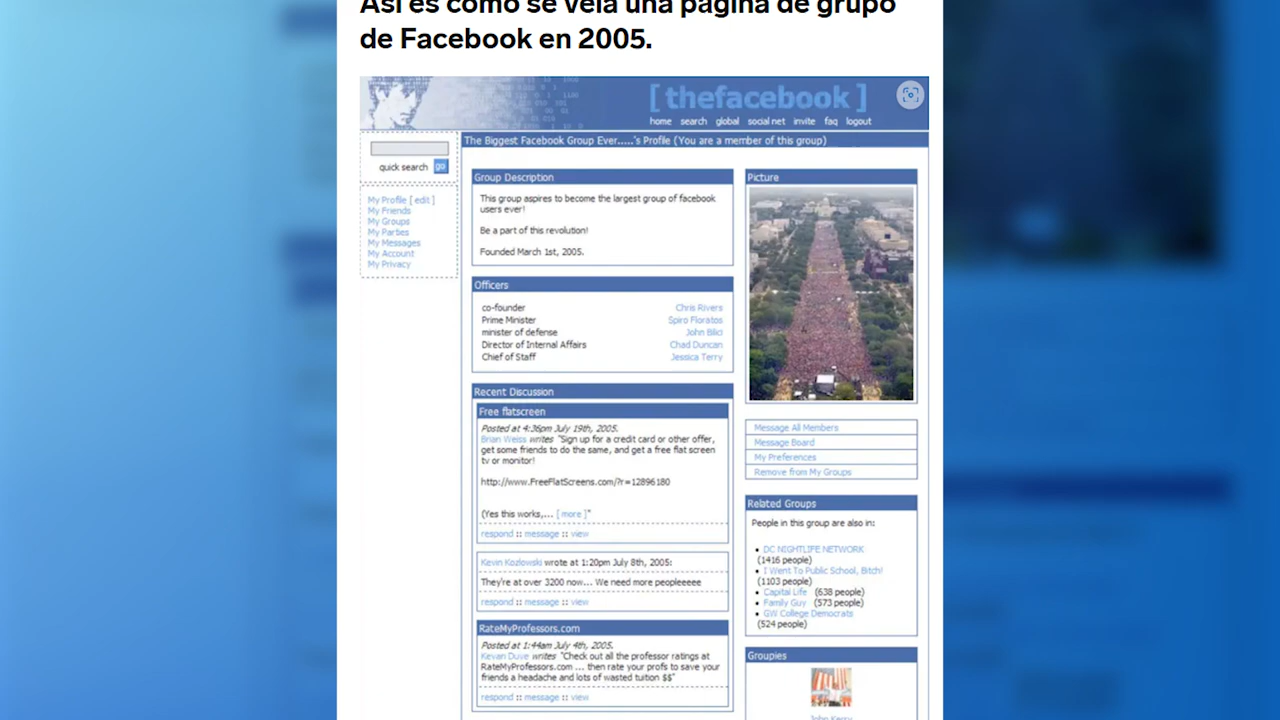 Así es como se veía una página de grupo
de Facebook en 2005.
[ thefacebook ]
home search global social net invite faq logout
quick search go
My Profile [ edit ]
My Friends
My Groups
My Parties
My Messages
My Account
My Privacy
The Biggest Facebook Group Ever.....'s Profile (You are a member of this group)
Group Description
This group aspires to become the largest group of facebook
users ever!
Be a part of this revolution!
Founded March 1st, 2005.
Officers
co-founder Chris Rivers
Prime Minister Spiro Floratos
minister of defense John Bilici
Director of Internal Affairs Chad Duncan
Chief of Staff Jessica Terry
Recent Discussion
Free flatscreen
Posted at 4:36pm July 19th, 2005.
Brian Weiss writes "Sign up for a credit card or other offer,
get some friends to do the same, and get a free flat screen
tv or monitor!
http://www.FreeFlatScreens.com/?r=12896180
(Yes this works,... [ more ]"
respond :: message :: view
Kevin Kozlowski wrote at 1:20pm July 8th, 2005:
They're at over 3200 now... We need more peopleeeee
respond :: message :: view
RateMyProfessors.com
Posted at 1:44am July 4th, 2005.
Kevan Duve writes "Check out all the professor ratings at
RateMyProfessors.com ... then rate your profs to save your
friends a headache and lots of wasted tuition $$"
respond :: message :: view
Picture
Message All Members
Message Board
My Preferences
Remove from My Groups
Related Groups
People in this group are also in:
DC NIGHTLIFE NETWORK
(1416 people)
I Went To Public School, Bitch!
(1103 people)
Capital Life (638 people)
Family Guy (573 people)
GW College Democrats
(524 people)
Groupies
John Kerry